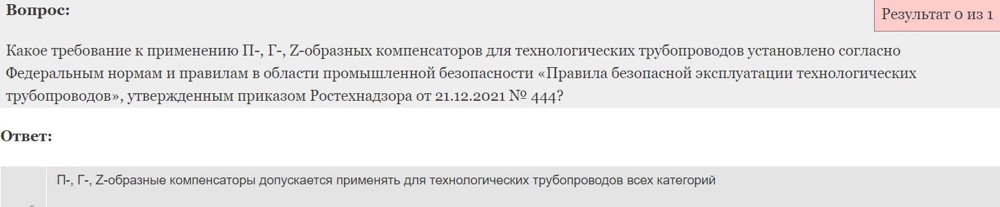 Вопрос:
Результат 0 из 1
Какое требование к применению П-, Г-, Z-образных компенсаторов для технологических трубопроводов установлено согласно
Федеральным нормам и правилам в области промышленной безопасности «Правила безопасной эксплуатации технологических
трубопроводов», утвержденным приказом Ростехнадзора от 21.12.2021 № 444?
Ответ:
П-, Г-, Z-образные компенсаторы допускается применять для технологических трубопроводов всех категорий